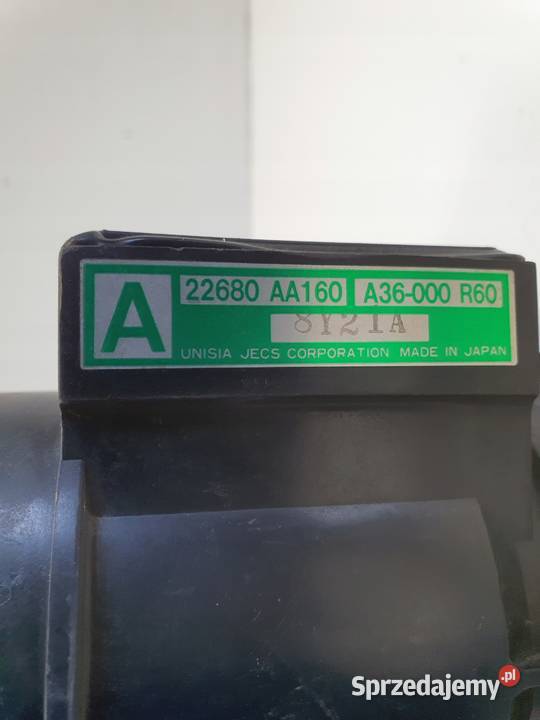 A
22680 AA160 A36-000 R60
8Y21A
UNISIA JECS CORPORATION MADE IN JAPAN
Sprzedajemy.pl